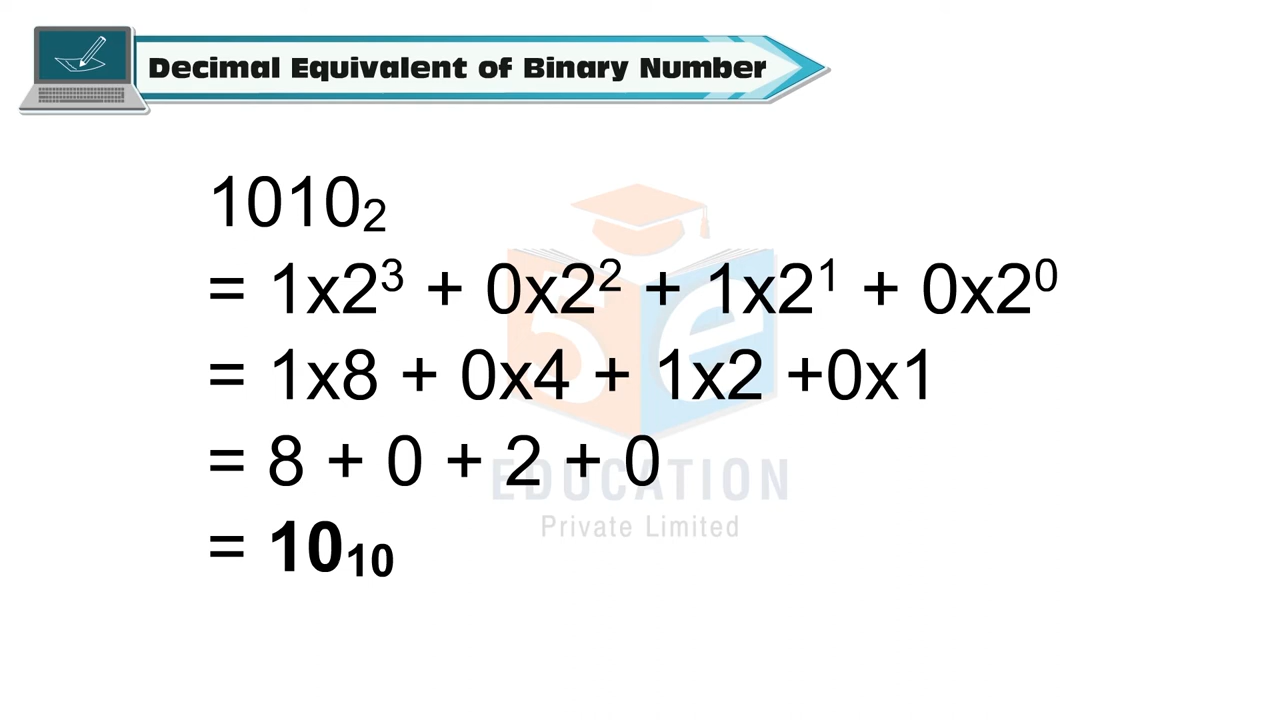 Decimal Equivalent of Binary Number
1010₂
= 1x2³ + 0x2² + 1x2¹ + 0x2⁰
= 1x8 + 0x4 + 1x2 +0x1
= 8 + 0 + 2 + 0
= 10₁₀
5e
EDUCATION
Private Limited